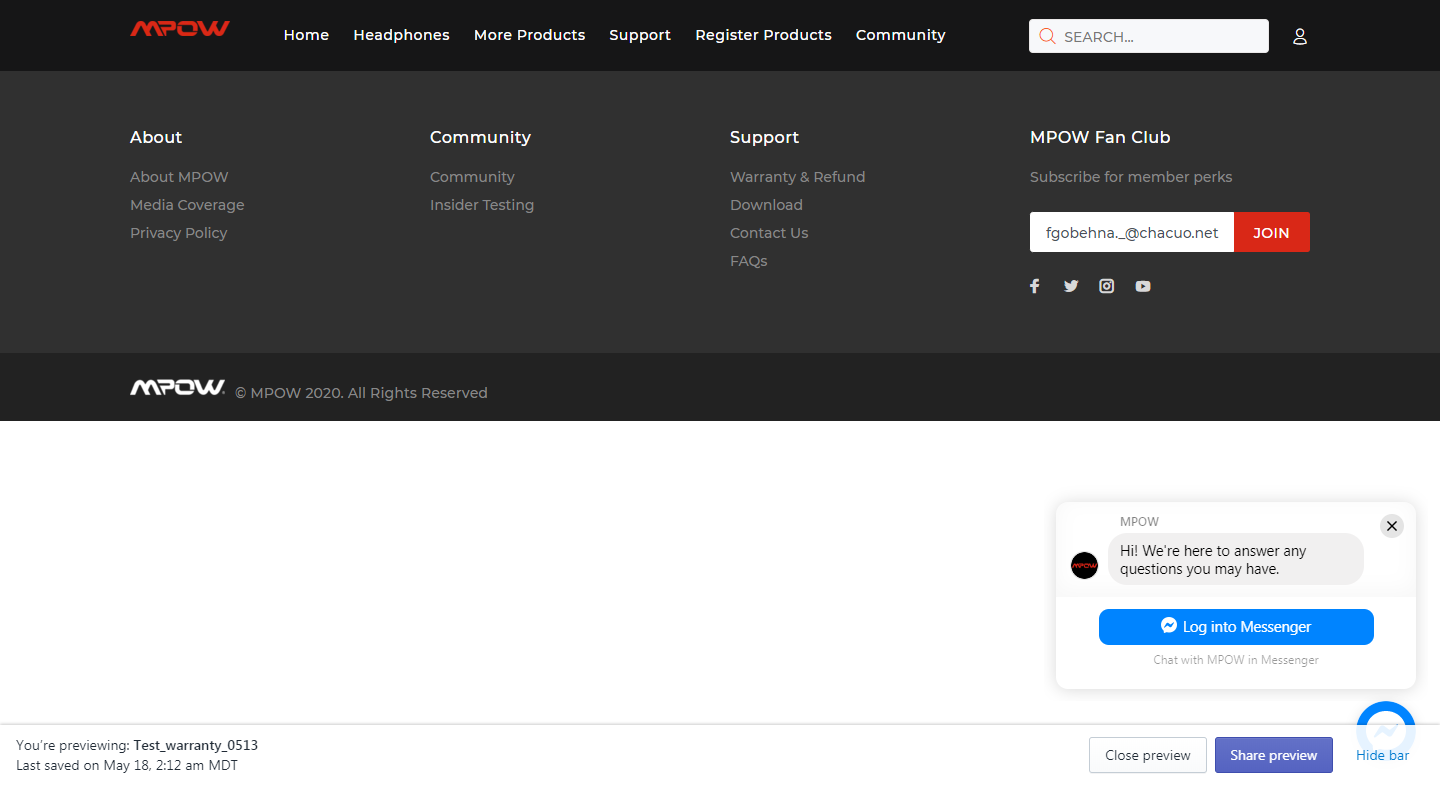 MPOW
Home Headphones More Products Support Register Products Community
SEARCH...
About
About MPOW
Media Coverage
Privacy Policy
Community
Community
Insider Testing
Support
Warranty & Refund
Download
Contact Us
FAQs
MPOW Fan Club
Subscribe for member perks
fgobehna._@chacuo.net JOIN
MPOW © MPOW 2020. All Rights Reserved
MPOW
MPOW
Hi! We're here to answer any
questions you may have.
Log into Messenger
Chat with MPOW in Messenger
You're previewing: Test_warranty_0513
Last saved on May 18, 2:12 am MDT
Close preview Share preview Hide bar